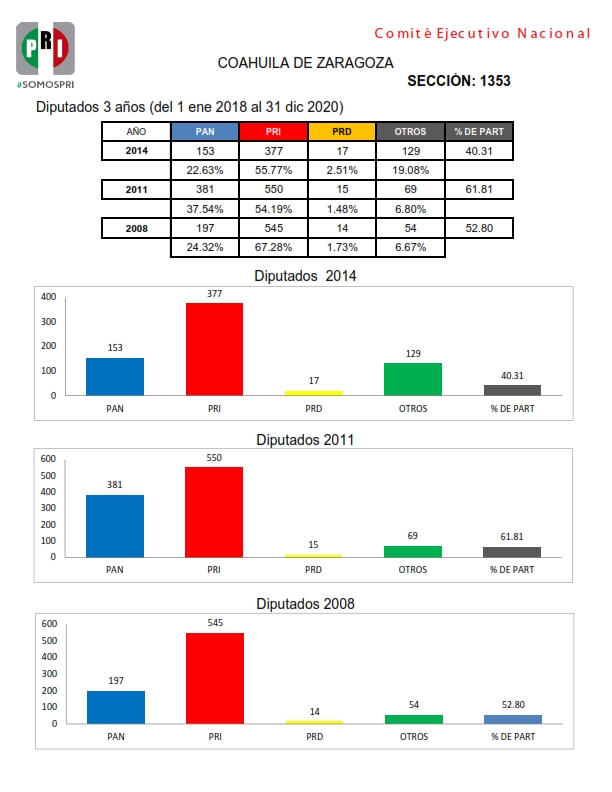 PRI
#SOMOSPRI
Comité Ejecutivo Nacional
COAHUILA DE ZARAGOZA
SECCIÓN: 1353
Diputados 3 años (del 1 ene 2018 al 31 dic 2020)
AÑO PAN PRI PRD OTROS % DE PART
2014 153 377 17 129 40.31
22.63% 55.77% 2.51% 19.08%
2011 381 550 15 69 61.81
37.54% 54.19% 1.48% 6.80%
2008 197 545 14 54 52.80
24.32% 67.28% 1.73% 6.67%
Diputados 2014
400
300
200
100
0
153 377 17 129 40.31
PAN PRI PRD OTROS % DE PART
Diputados 2011
600
500
400
300
200
100
0
381 550 15 69 61.81
PAN PRI PRD OTROS % DE PART
Diputados 2008
600
500
400
300
200
100
0
197 545 14 54 52.80
PAN PRI PRD OTROS % DE PART